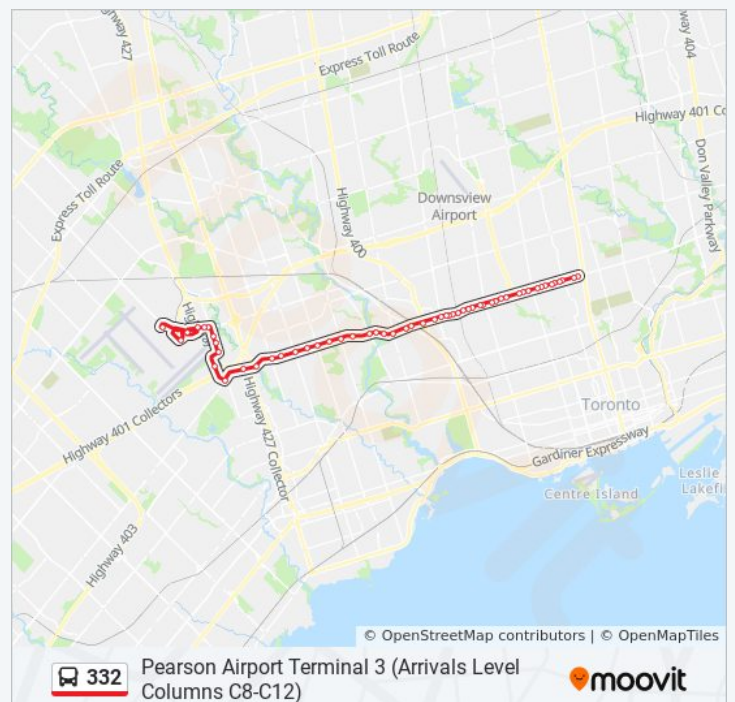 hway 427
Express Toll Route
way 404
Highway 401 Co
Don Valley Parkway
Express Toll Route
Highway 400
Downsview
Airport
Highway 401 Collectors
Highway 427 Collector
Toronto
Gardiner Expressway
Leslie
Lakefi
Centre Island
Highway 403
© OpenStreetMap contributors | © OpenMapTiles
332
Pearson Airport Terminal 3 (Arrivals Level
Columns C8-C12)
moovit